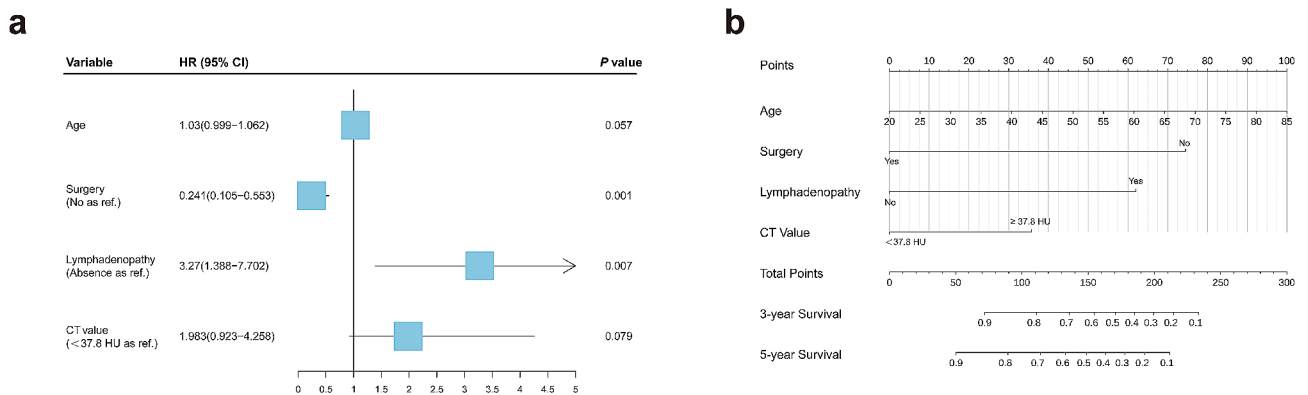 a
Variable HR (95% CI) P value
Age 1.03(0.999−1.062) 0.057
Surgery
(No as ref.) 0.241(0.105−0.553) 0.001
Lymphadenopathy
(Absence as ref.) 3.27(1.388−7.702) 0.007
CT value
(<37.8 HU as ref.) 1.983(0.923−4.258) 0.079
0 0.5 1 1.5 2 2.5 3 3.5 4 4.5 5
b
Points 0 10 20 30 40 50 60 70 80 90 100
Age
20 25 30 35 40 45 50 55 60 65 70 75 80 85
Surgery No
Yes
Lymphadenopathy Yes
No
CT Value ≥ 37.8 HU
<37.8 HU
Total Points
0 50 100 150 200 250 300
3-year Survival
0.9 0.8 0.7 0.6 0.5 0.4 0.3 0.2 0.1
5-year Survival
0.9 0.8 0.7 0.6 0.5 0.4 0.3 0.2 0.1